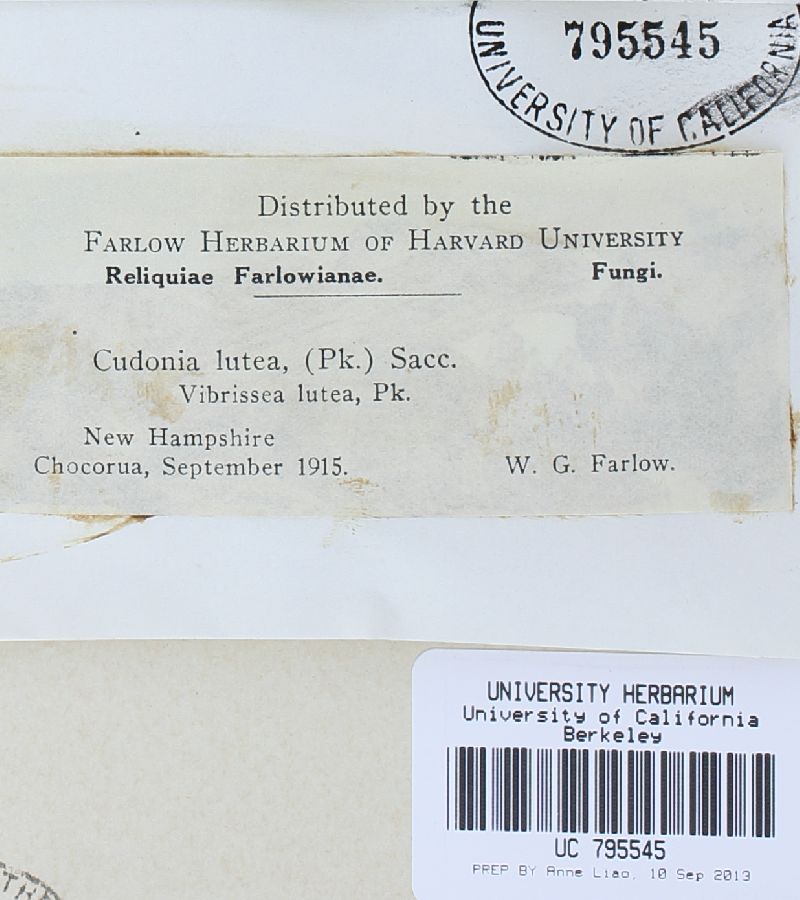 795545
UNIVERSITY OF CALIFORNIA
Distributed by the
FARLOW HERBARIUM OF HARVARD UNIVERSITY
Reliquiae Farlowianae. Fungi.
Cudonia lutea, (Pk.) Sacc.
Vibrissea lutea, Pk.
New Hampshire
Chocorua, September 1915. W. G. Farlow.
UNIVERSITY HERBARIUM
University of California
Berkeley
UC 795545
PREP BY Anne Liao, 10 Sep 2013
THE